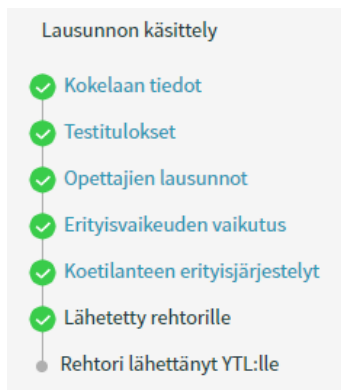 Lausunnon käsittely
Kokelaan tiedot
Testitulokset
Opettajien lausunnot
Erityisvaikeuden vaikutus
Koetilanteen erityisjärjestelyt
Lähetetty rehtorille
Rehtori lähettänyt YTL:lle